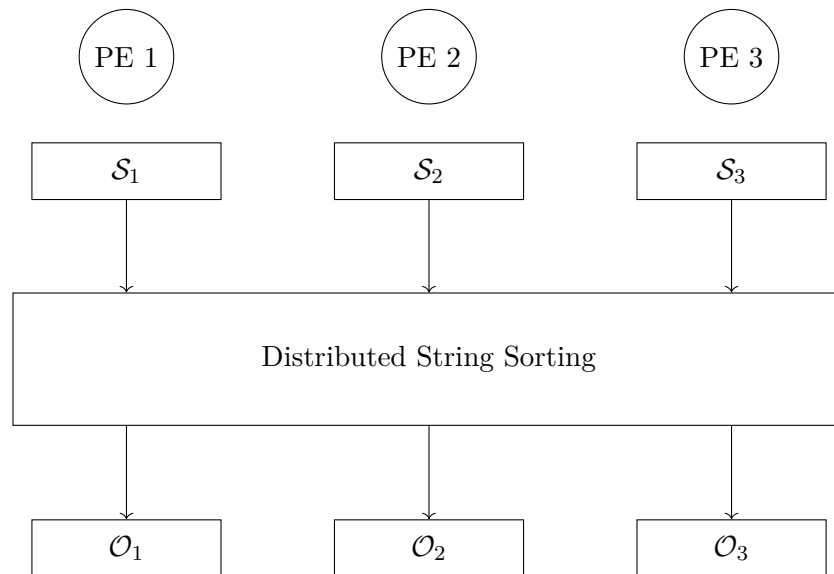 PE 1 PE 2 PE 3
𝒮₁ 𝒮₂ 𝒮₃
Distributed String Sorting
𝒪₁ 𝒪₂ 𝒪₃